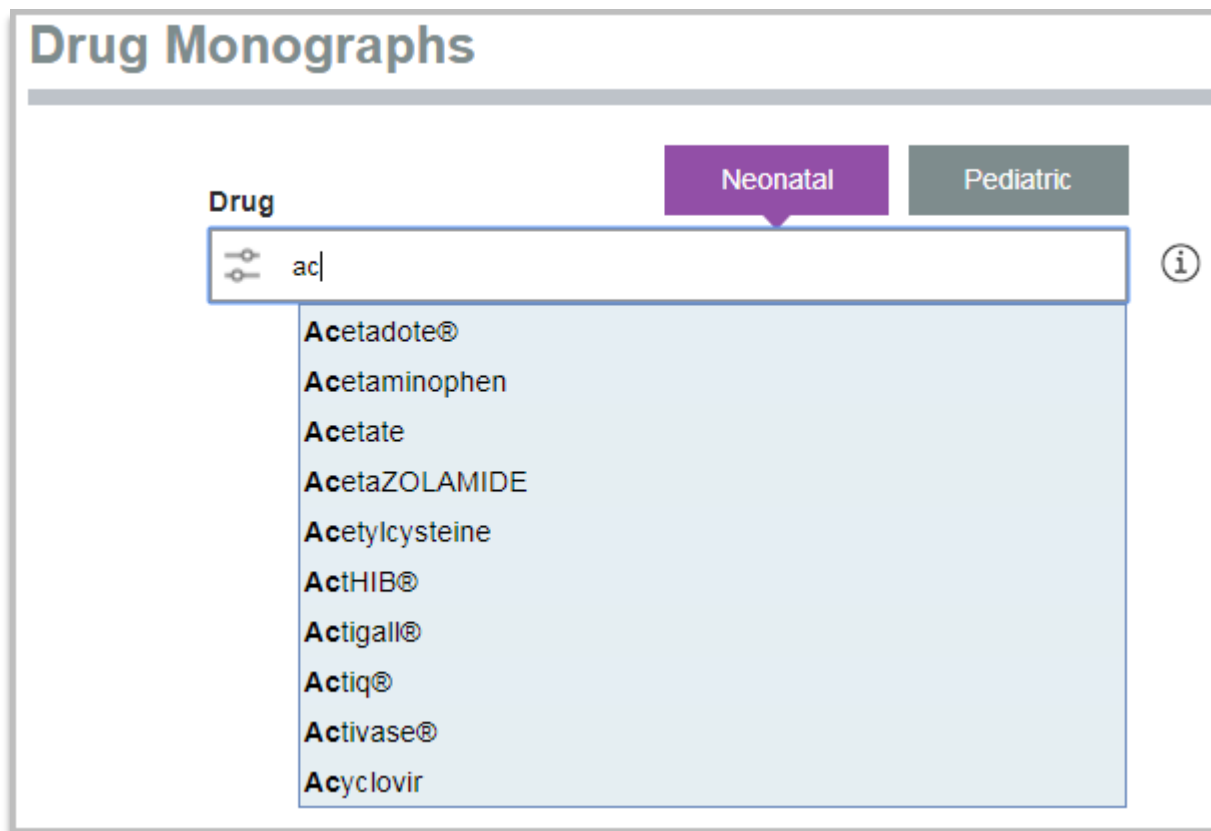 Drug Monographs
Neonatal
Pediatric
Drug
ac
Acetadote®
Acetaminophen
Acetate
AcetaZOLAMIDE
Acetylcysteine
ActHIB®
Actigall®
Actiq®
Activase®
Acyclovir